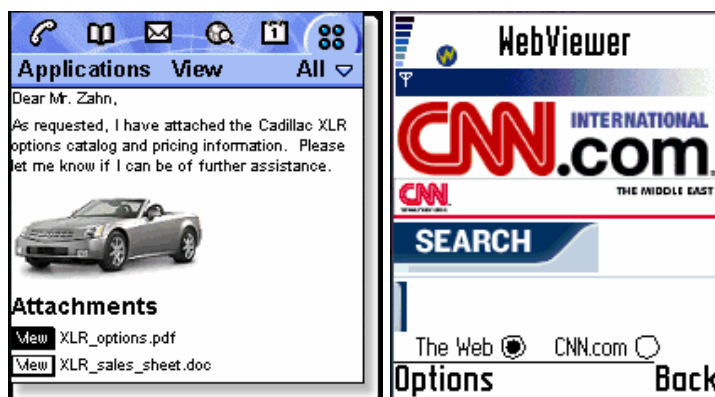 1
Applications View All
Dear Mr. Zahn,
As requested, I have attached the Cadillac XLR
options catalog and pricing information. Please
let me know if I can be of further assistance.
Attachments
View XLR_options.pdf
View XLR_sales_sheet.doc
WebViewer
CNN INTERNATIONAL
.com
CNN THE MIDDLE EAST
SEARCH
The Web CNN.com
Options Back